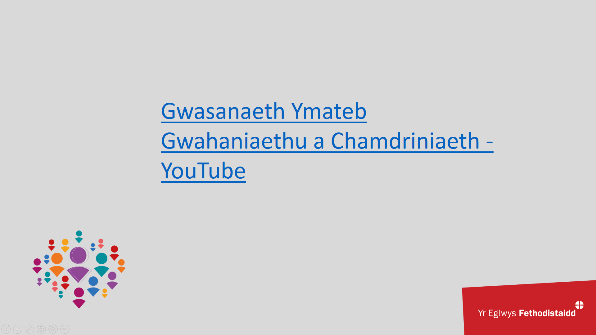 Gwasanaeth Ymateb
Gwahaniaethu a Chamdriniaeth -
YouTube
Yr Eglwys Fethodistaidd